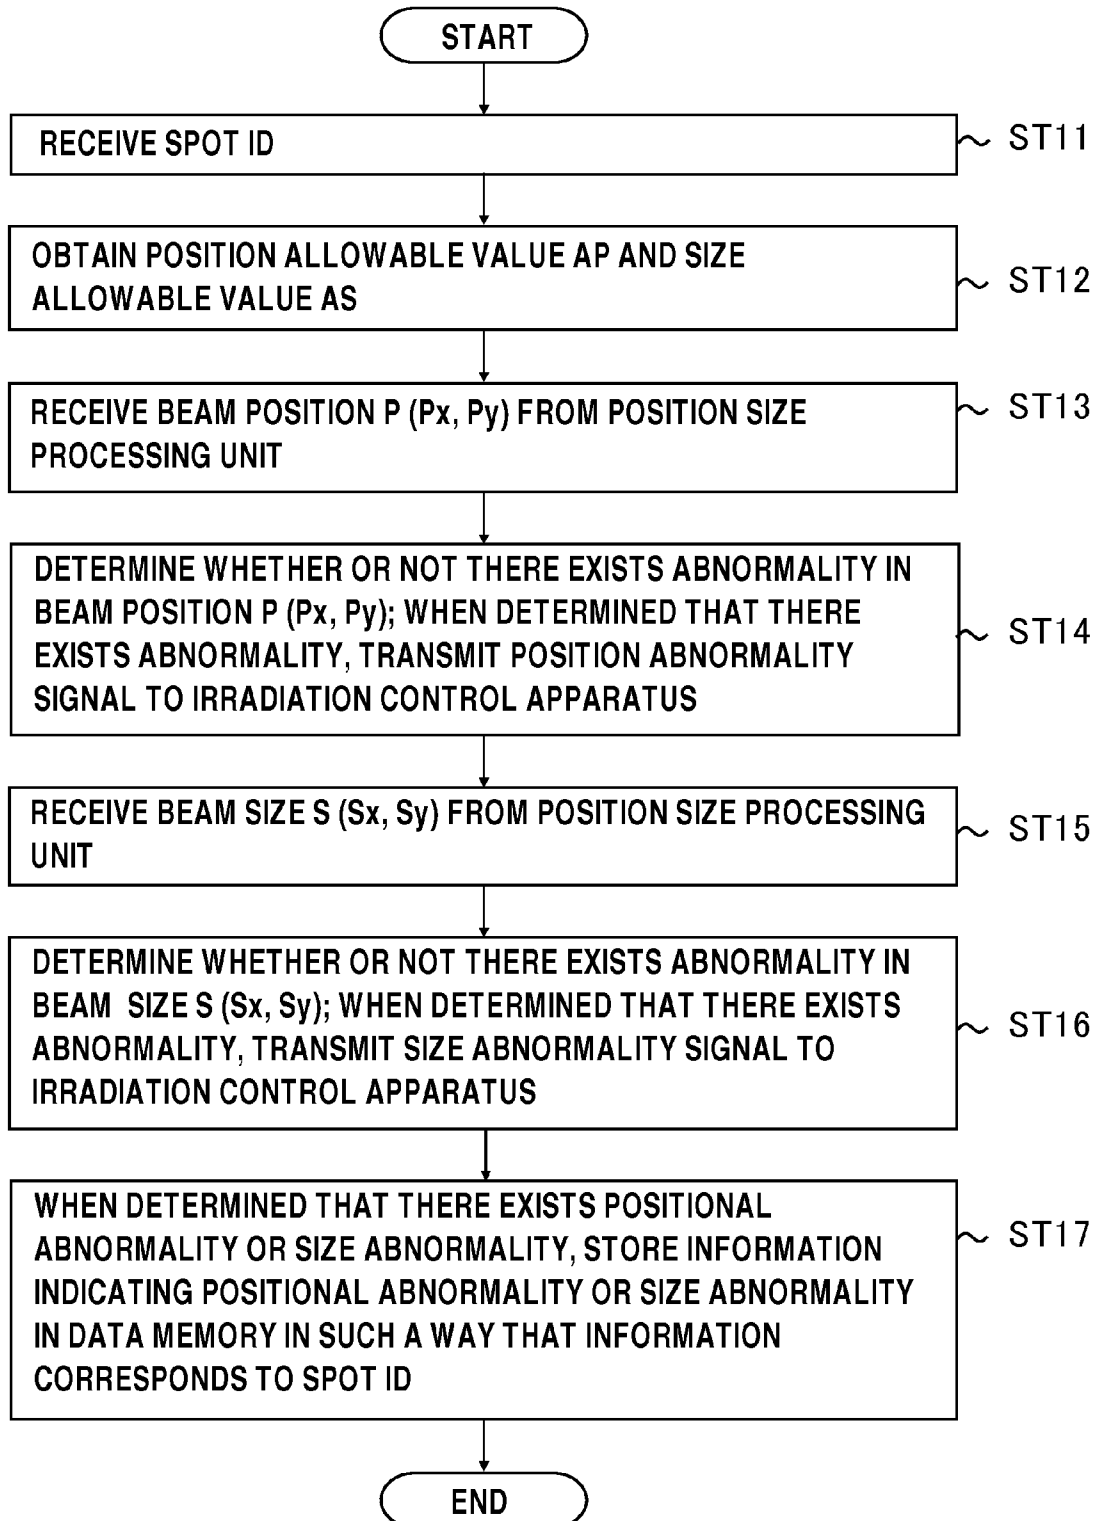 START
RECEIVE SPOT ID
ST11
OBTAIN POSITION ALLOWABLE VALUE AP AND SIZE
ALLOWABLE VALUE AS
ST12
RECEIVE BEAM POSITION P (Px, Py) FROM POSITION SIZE
PROCESSING UNIT
ST13
DETERMINE WHETHER OR NOT THERE EXISTS ABNORMALITY IN
BEAM POSITION P (Px, Py); WHEN DETERMINED THAT THERE
EXISTS ABNORMALITY, TRANSMIT POSITION ABNORMALITY
SIGNAL TO IRRADIATION CONTROL APPARATUS
ST14
RECEIVE BEAM SIZE S (Sx, Sy) FROM POSITION SIZE PROCESSING
UNIT
ST15
DETERMINE WHETHER OR NOT THERE EXISTS ABNORMALITY IN
BEAM SIZE S (Sx, Sy); WHEN DETERMINED THAT THERE EXISTS
ABNORMALITY, TRANSMIT SIZE ABNORMALITY SIGNAL TO
IRRADIATION CONTROL APPARATUS
ST16
WHEN DETERMINED THAT THERE EXISTS POSITIONAL
ABNORMALITY OR SIZE ABNORMALITY, STORE INFORMATION
INDICATING POSITIONAL ABNORMALITY OR SIZE ABNORMALITY
IN DATA MEMORY IN SUCH A WAY THAT INFORMATION
CORRESPONDS TO SPOT ID
ST17
END